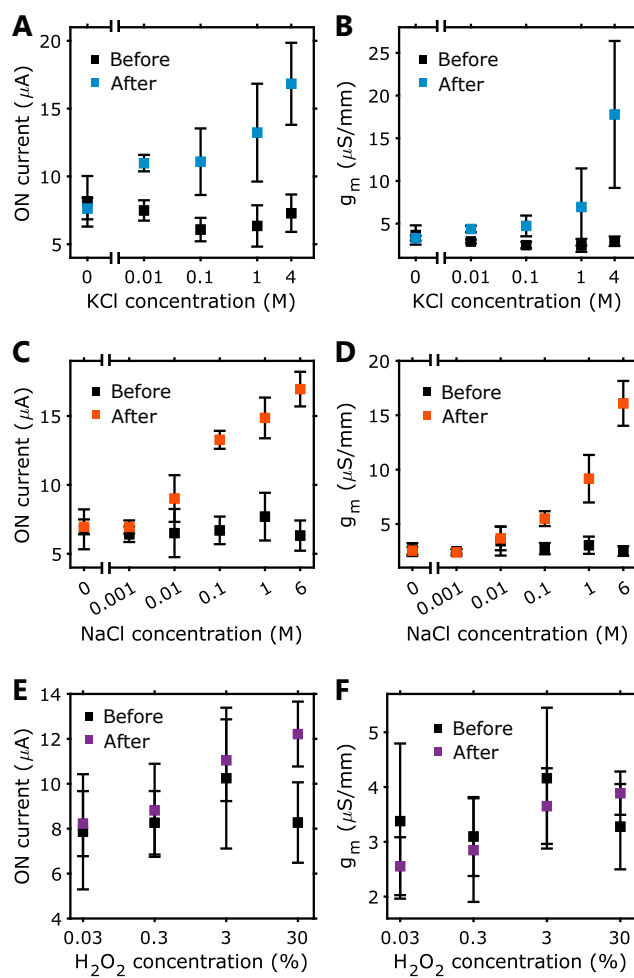 A
ON current (μA)
20
15
10
5
Before
After
0
0.01
0.1
1
4
KCl concentration (M)
B
g_m (μS/mm)
25
20
15
10
5
Before
After
0
0.01
0.1
1
4
KCl concentration (M)
C
ON current (μA)
15
10
5
Before
After
0
0.001
0.01
0.1
1
6
NaCl concentration (M)
D
g_m (μS/mm)
20
15
10
5
0
Before
After
0
0.001
0.01
0.1
1
6
NaCl concentration (M)
E
ON current (μA)
14
12
10
8
6
4
Before
After
0.03
0.3
3
30
H₂O₂ concentration (%)
F
g_m (μS/mm)
5
4
3
2
Before
After
0.03
0.3
3
30
H₂O₂ concentration (%)